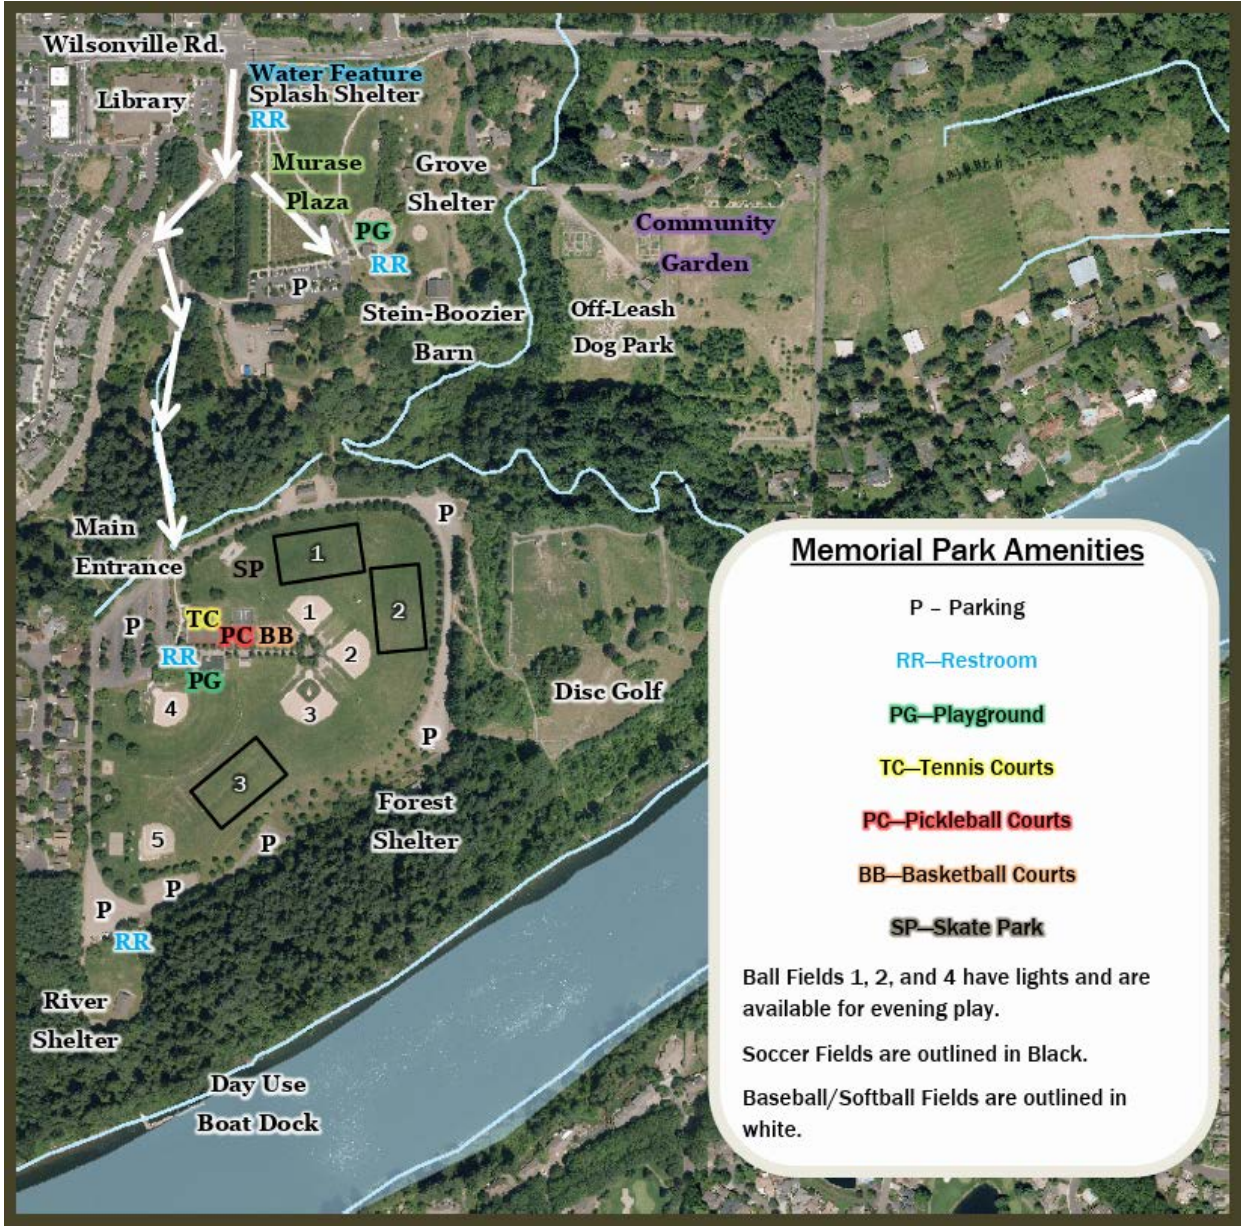 Wilsonville Rd.
Water Feature
Library
Splash Shelter
RR
Murase
Plaza
Grove
Shelter
PG
RR
P
Community
Garden
Stein-Boozier
Barn
Off-Leash
Dog Park
Main
Entrance
P
SP
1
2
TC
PC BB
1
2
P
RR
PG
4
3
Disc Golf
P
3
Forest
Shelter
5
P
P
P
RR
River
Shelter
Day Use
Boat Dock
Memorial Park Amenities
P – Parking
RR—Restroom
PG—Playground
TC—Tennis Courts
PC—Pickleball Courts
BB—Basketball Courts
SP—Skate Park
Ball Fields 1, 2, and 4 have lights and are
available for evening play.
Soccer Fields are outlined in Black.
Baseball/Softball Fields are outlined in
white.